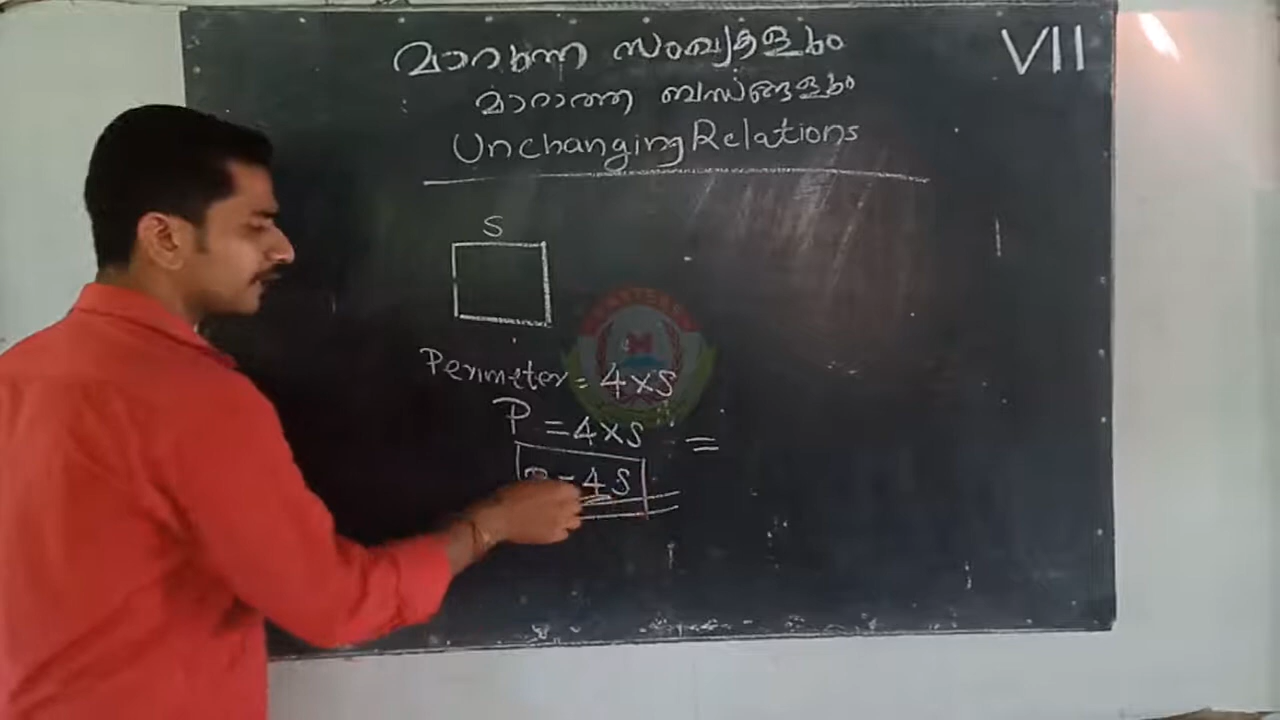 മാറുന്ന സംഖ്യകളും
VII
മാറാത്ത ബന്ധങ്ങളും
Unchanging Relations
S
Perimeter = 4×S
P = 4×S =
= 4S